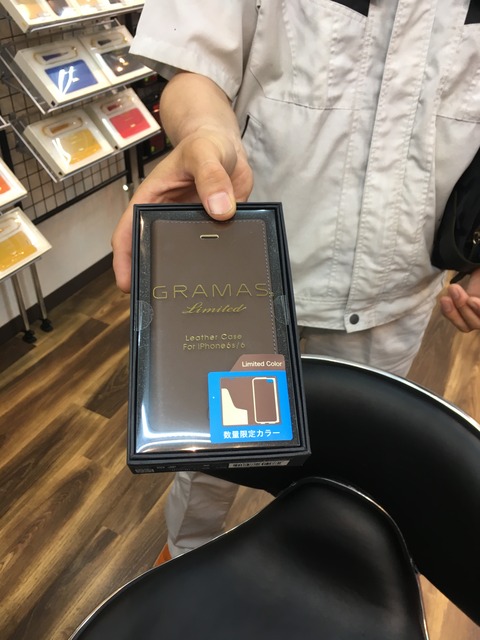 GRAMAS
Limited
Leather Case
For iPhone6s/6
Limited Color
数量限定カラー